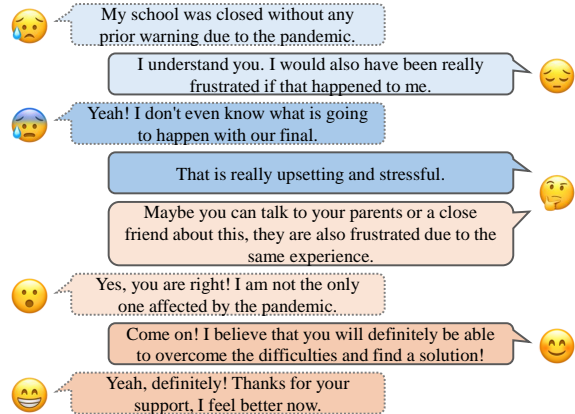 My school was closed without any
prior warning due to the pandemic.
I understand you. I would also have been really
frustrated if that happened to me.
Yeah! I don't even know what is going
to happen with our final.
That is really upsetting and stressful.
Maybe you can talk to your parents or a close
friend about this, they are also frustrated due to the
same experience.
Yes, you are right! I am not the only
one affected by the pandemic.
Come on! I believe that you will definitely be able
to overcome the difficulties and find a solution!
Yeah, definitely! Thanks for your
support, I feel better now.